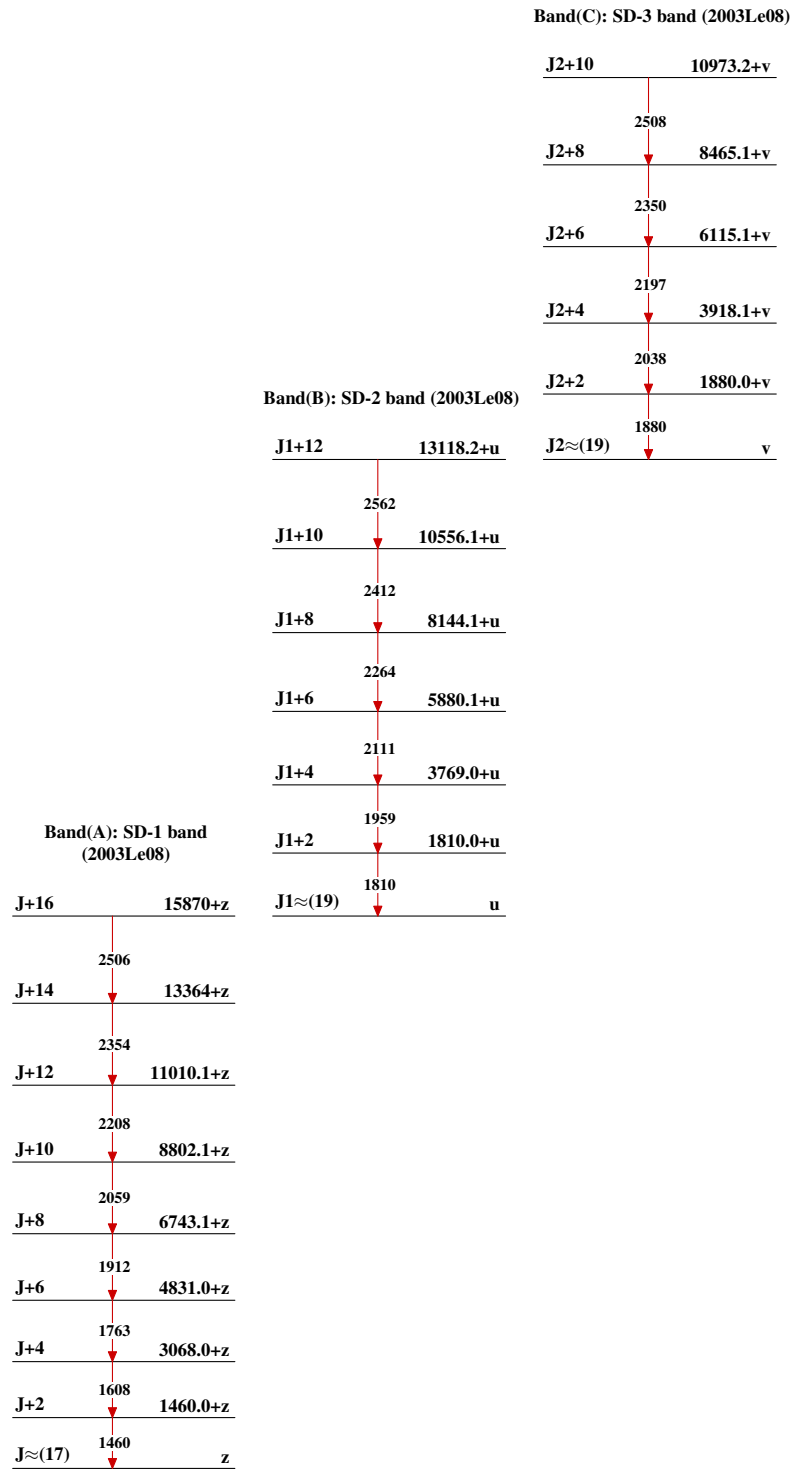 Band(C): SD-3 band (2003Le08)
J2+10 10973.2+v
2508
J2+8 8465.1+v
2350
J2+6 6115.1+v
2197
J2+4 3918.1+v
2038
J2+2 1880.0+v
1880
J2≈(19) v
Band(B): SD-2 band (2003Le08)
J1+12 13118.2+u
2562
J1+10 10556.1+u
2412
J1+8 8144.1+u
2264
J1+6 5880.1+u
2111
J1+4 3769.0+u
1959
J1+2 1810.0+u
1810
J1≈(19) u
Band(A): SD-1 band
(2003Le08)
J+16 15870+z
2506
J+14 13364+z
2354
J+12 11010.1+z
2208
J+10 8802.1+z
2059
J+8 6743.1+z
1912
J+6 4831.0+z
1763
J+4 3068.0+z
1608
J+2 1460.0+z
1460
J≈(17) z